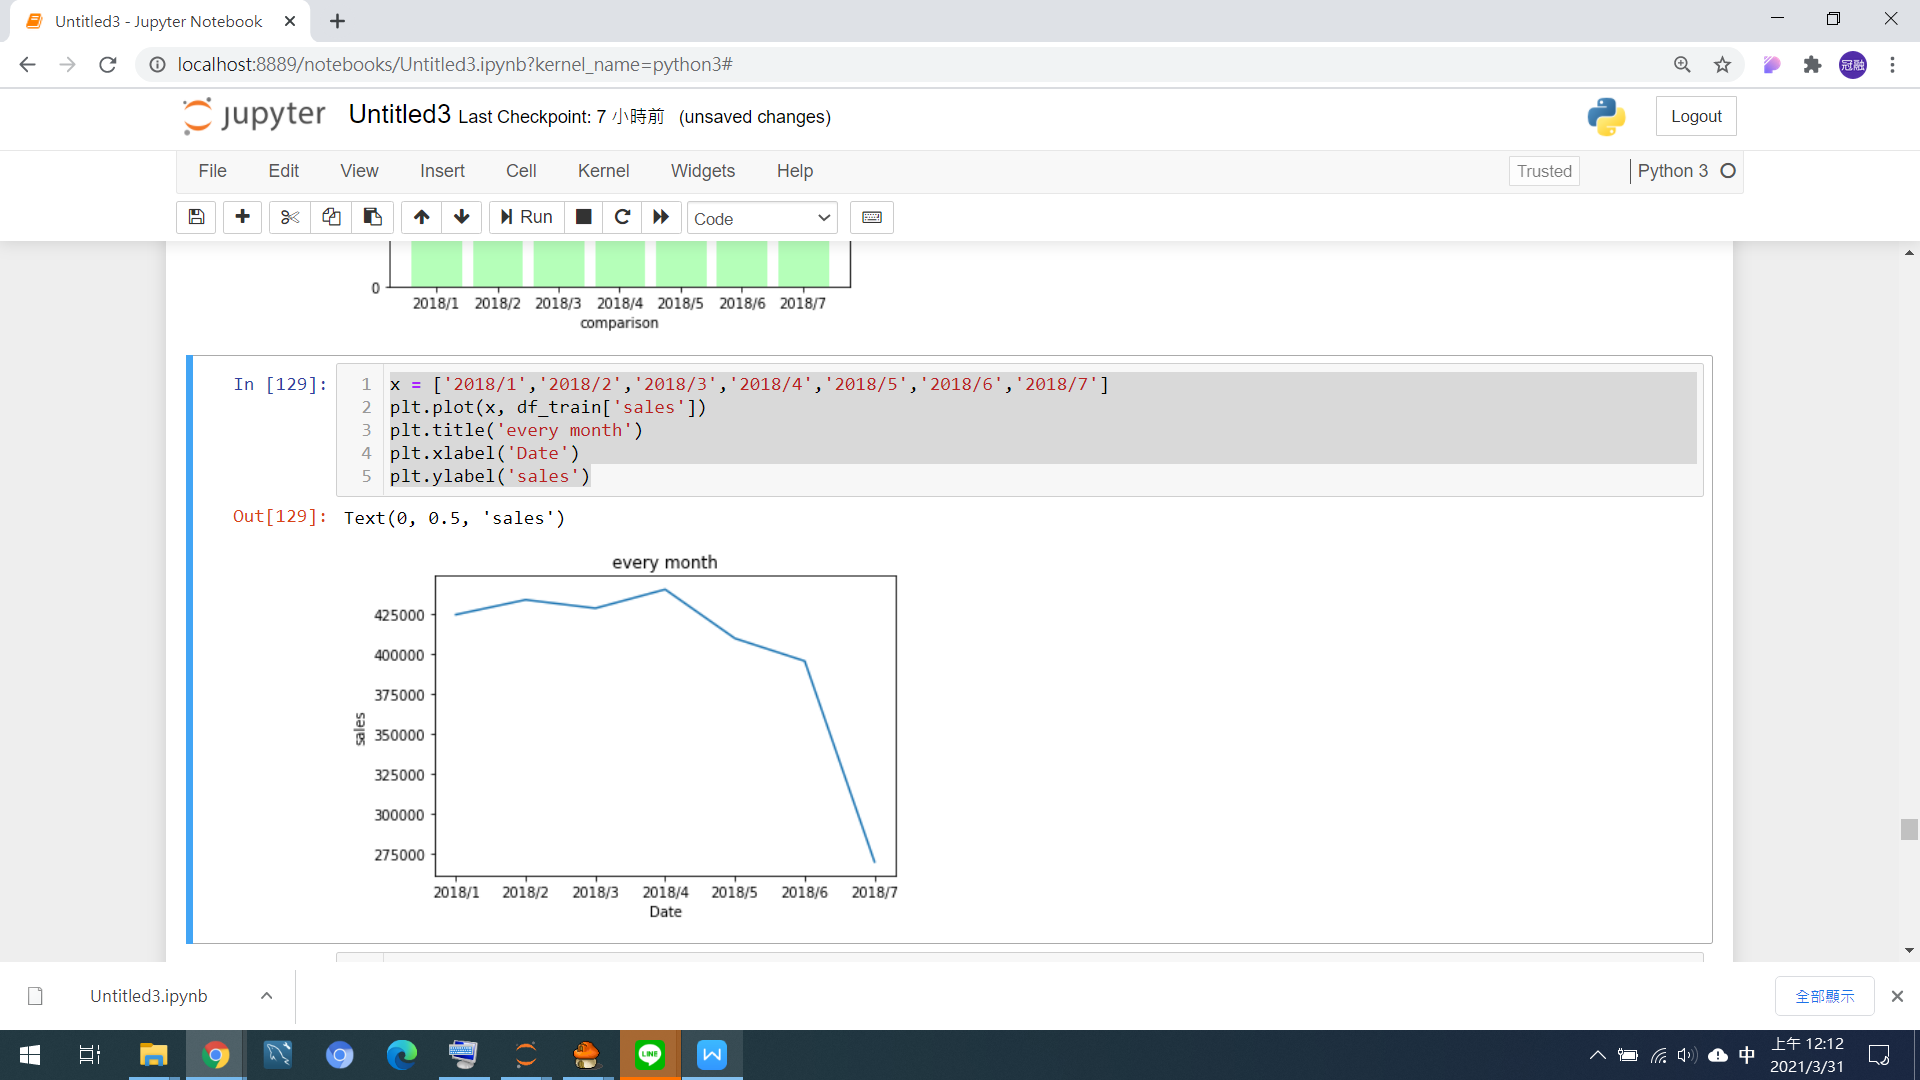 Untitled3 - Jupyter Notebook
localhost:8889/notebooks/Untitled3.ipynb?kernel_name=python3#
冠融
jupyter Untitled3 Last Checkpoint: 7 小時前 (unsaved changes)
Logout
File Edit View Insert Cell Kernel Widgets Help
Trusted
Python 3
Run
Code
0
2018/1 2018/2 2018/3 2018/4 2018/5 2018/6 2018/7
comparison
In [129]:
1 x = ['2018/1','2018/2','2018/3','2018/4','2018/5','2018/6','2018/7']
2 plt.plot(x, df_train['sales'])
3 plt.title('every month')
4 plt.xlabel('Date')
5 plt.ylabel('sales')
Out[129]: Text(0, 0.5, 'sales')
every month
425000
400000
375000
350000
325000
300000
275000
sales
2018/1 2018/2 2018/3 2018/4 2018/5 2018/6 2018/7
Date
Untitled3.ipynb
全部顯示
LINE
中
上午 12:12
2021/3/31